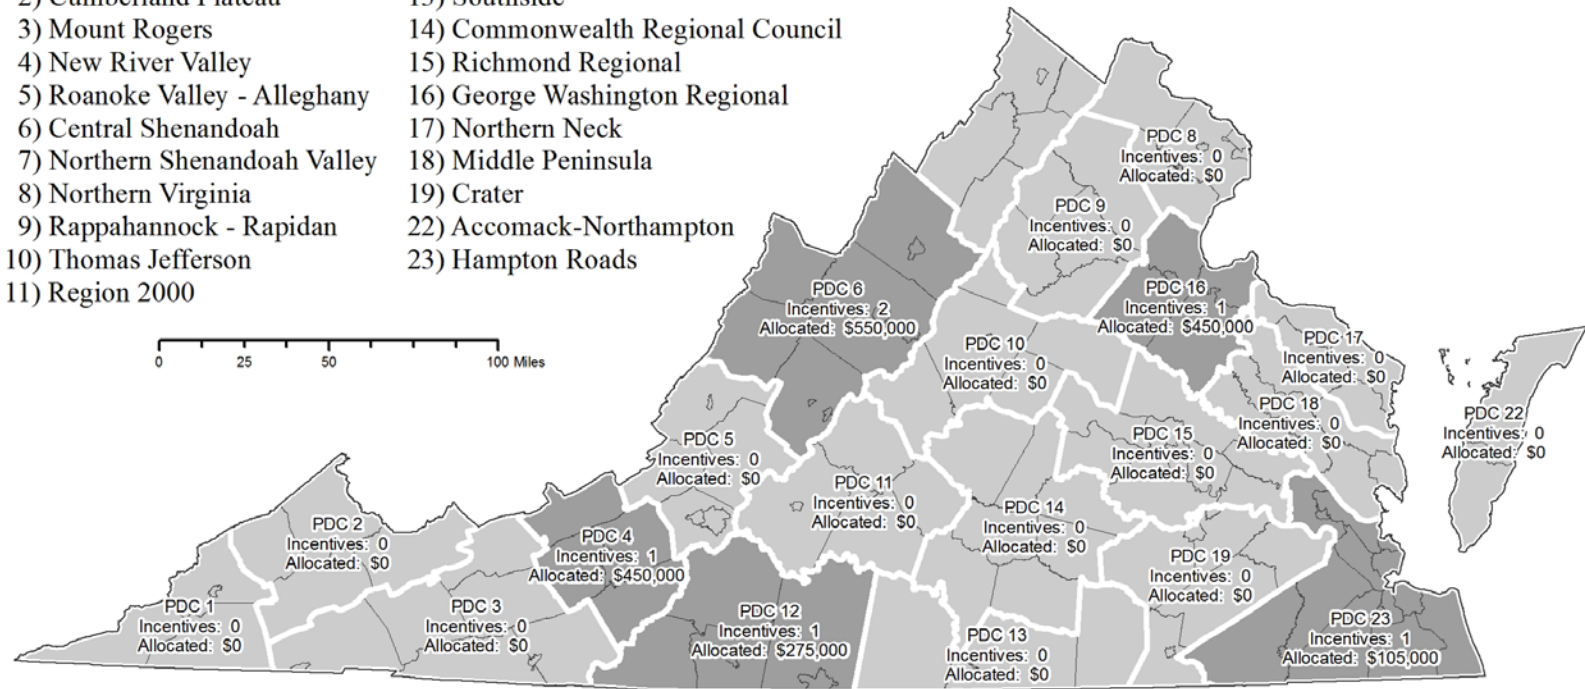 2) Cumberland Plateau
3) Mount Rogers
4) New River Valley
5) Roanoke Valley - Alleghany
6) Central Shenandoah
7) Northern Shenandoah Valley
8) Northern Virginia
9) Rappahannock - Rapidan
10) Thomas Jefferson
11) Region 2000
13) Southside
14) Commonwealth Regional Council
15) Richmond Regional
16) George Washington Regional
17) Northern Neck
18) Middle Peninsula
19) Crater
22) Accomack-Northampton
23) Hampton Roads
0 25 50 100 Miles
PDC 8
Incentives: 0
Allocated: $0
PDC 9
Incentives: 0
Allocated: $0
PDC 6
Incentives: 2
Allocated: $550,000
PDC 16
Incentives: 1
Allocated: $450,000
PDC 10
Incentives: 0
Allocated: $0
PDC 17
Incentives: 0
Allocated: $0
PDC 18
Incentives: 0
Allocated: $0
PDC 22
Incentives: 0
Allocated: $0
PDC 5
Incentives: 0
Allocated: $0
PDC 15
Incentives: 0
Allocated: $0
PDC 11
Incentives: 0
Allocated: $0
PDC 14
Incentives: 0
Allocated: $0
PDC 2
Incentives: 0
Allocated: $0
PDC 4
Incentives: 1
Allocated: $450,000
PDC 19
Incentives: 0
Allocated: $0
PDC 1
Incentives: 0
Allocated: $0
PDC 3
Incentives: 0
Allocated: $0
PDC 12
Incentives: 1
Allocated: $275,000
PDC 13
Incentives: 0
Allocated: $0
PDC 23
Incentives: 1
Allocated: $105,000